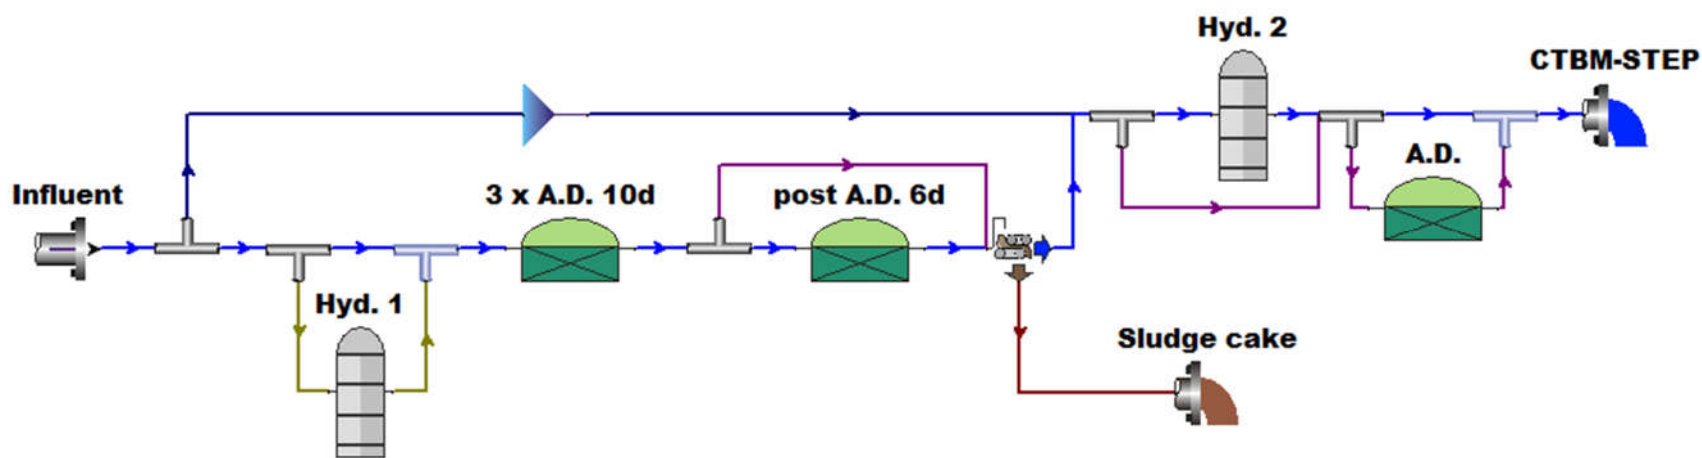 Hyd. 2
CTBM-STEP
A.D.
Influent
3 x A.D. 10d
post A.D. 6d
Hyd. 1
Sludge cake